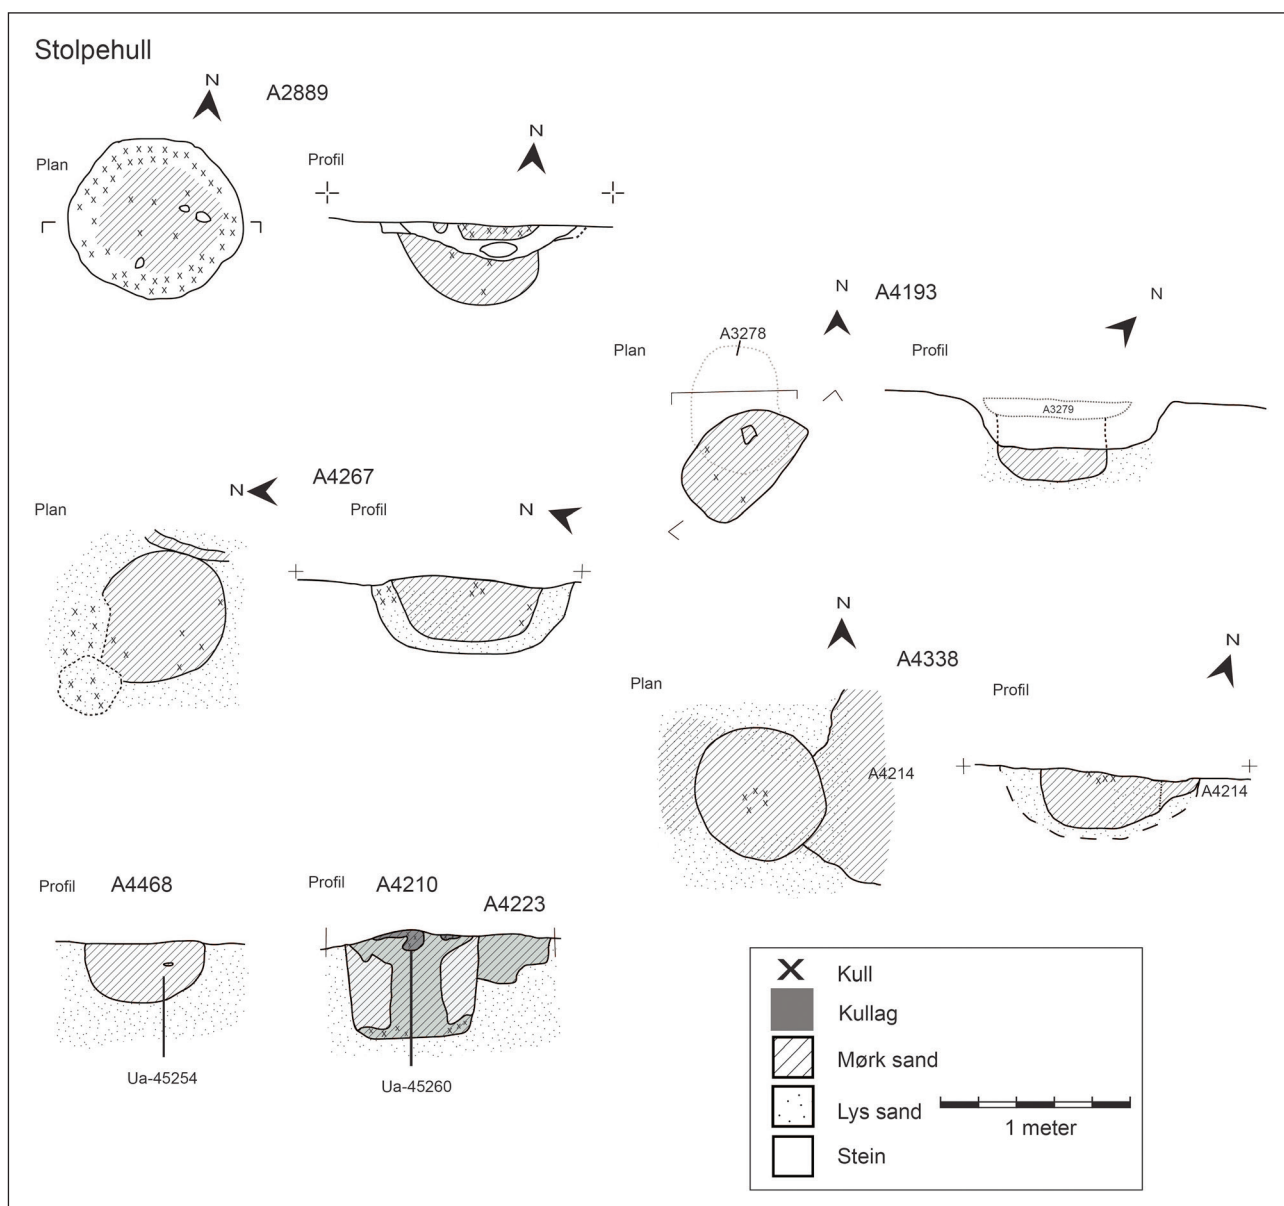 Stolpehull
N
A2889
Plan
Profil
N
N
A4193
N
Plan
A3278
Profil
A3279
N
A4267
Plan
Profil
N
N
A4338
N
Plan
Profil
A4214
A4214
Profil
A4468
Profil
A4210
A4223
Ua-45254
Ua-45260
Kull
Kullag
Mørk sand
Lys sand
1 meter
Stein